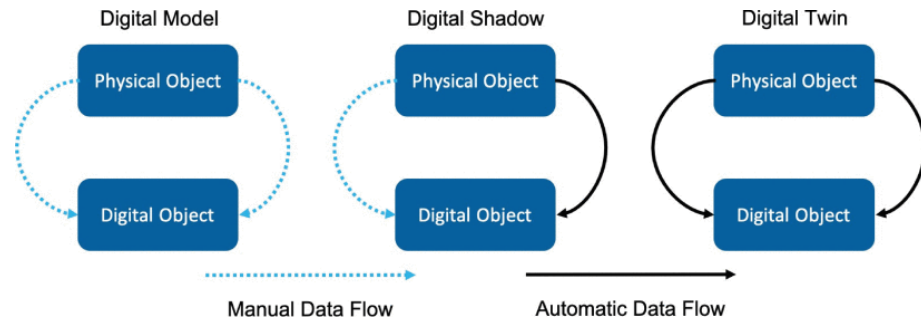 Digital Model
Digital Shadow
Digital Twin
Physical Object
Physical Object
Physical Object
Digital Object
Digital Object
Digital Object
Manual Data Flow
Automatic Data Flow